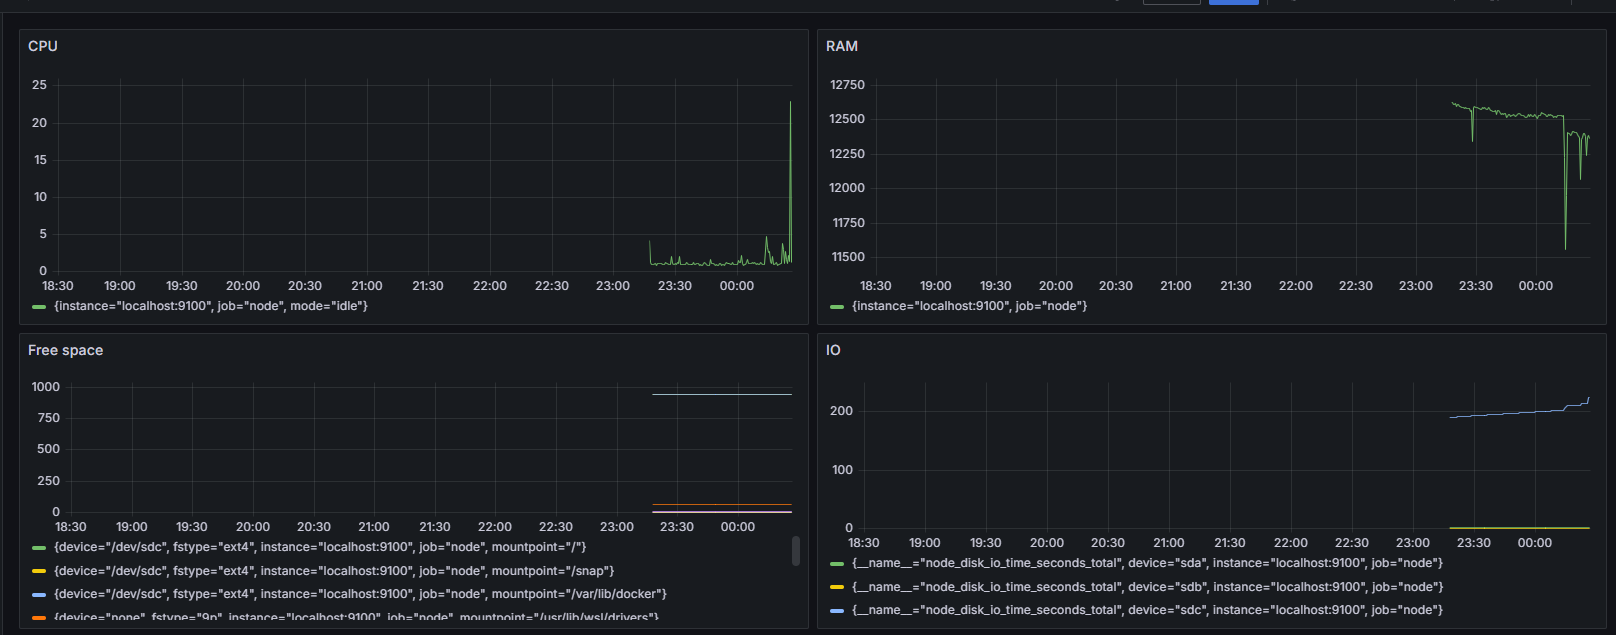 CPU
25
20
15
10
5
0
18:30 19:00 19:30 20:00 20:30 21:00 21:30 22:00 22:30 23:00 23:30 00:00
{instance="localhost:9100", job="node", mode="idle"}
RAM
12750
12500
12250
12000
11750
11500
18:30 19:00 19:30 20:00 20:30 21:00 21:30 22:00 22:30 23:00 23:30 00:00
{instance="localhost:9100", job="node"}
Free space
1000
750
500
250
0
18:30 19:00 19:30 20:00 20:30 21:00 21:30 22:00 22:30 23:00 23:30 00:00
{device="/dev/sdc", fstype="ext4", instance="localhost:9100", job="node", mountpoint="/"}
{device="/dev/sdc", fstype="ext4", instance="localhost:9100", job="node", mountpoint="/snap"}
{device="/dev/sdc", fstype="ext4", instance="localhost:9100", job="node", mountpoint="/var/lib/docker"}
{device="none", fstype="9p", instance="localhost:9100", job="node", mountpoint="/usr/lib/wsl/drivers"}
IO
200
100
0
18:30 19:00 19:30 20:00 20:30 21:00 21:30 22:00 22:30 23:00 23:30 00:00
{__name__="node_disk_io_time_seconds_total", device="sda", instance="localhost:9100", job="node"}
{__name__="node_disk_io_time_seconds_total", device="sdb", instance="localhost:9100", job="node"}
{__name__="node_disk_io_time_seconds_total", device="sdc", instance="localhost:9100", job="node"}